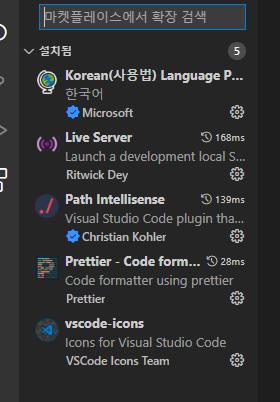 마켓플레이스에서 확장 검색
설치됨 5
Korean(사용법) Language P...
한국어
Microsoft
Live Server 168ms
Launch a development local S...
Ritwick Dey
Path Intellisense 139ms
Visual Studio Code plugin tha...
Christian Kohler
Prettier - Code form... 28ms
Code formatter using prettier
Prettier
vscode-icons
Icons for Visual Studio Code
VSCode Icons Team